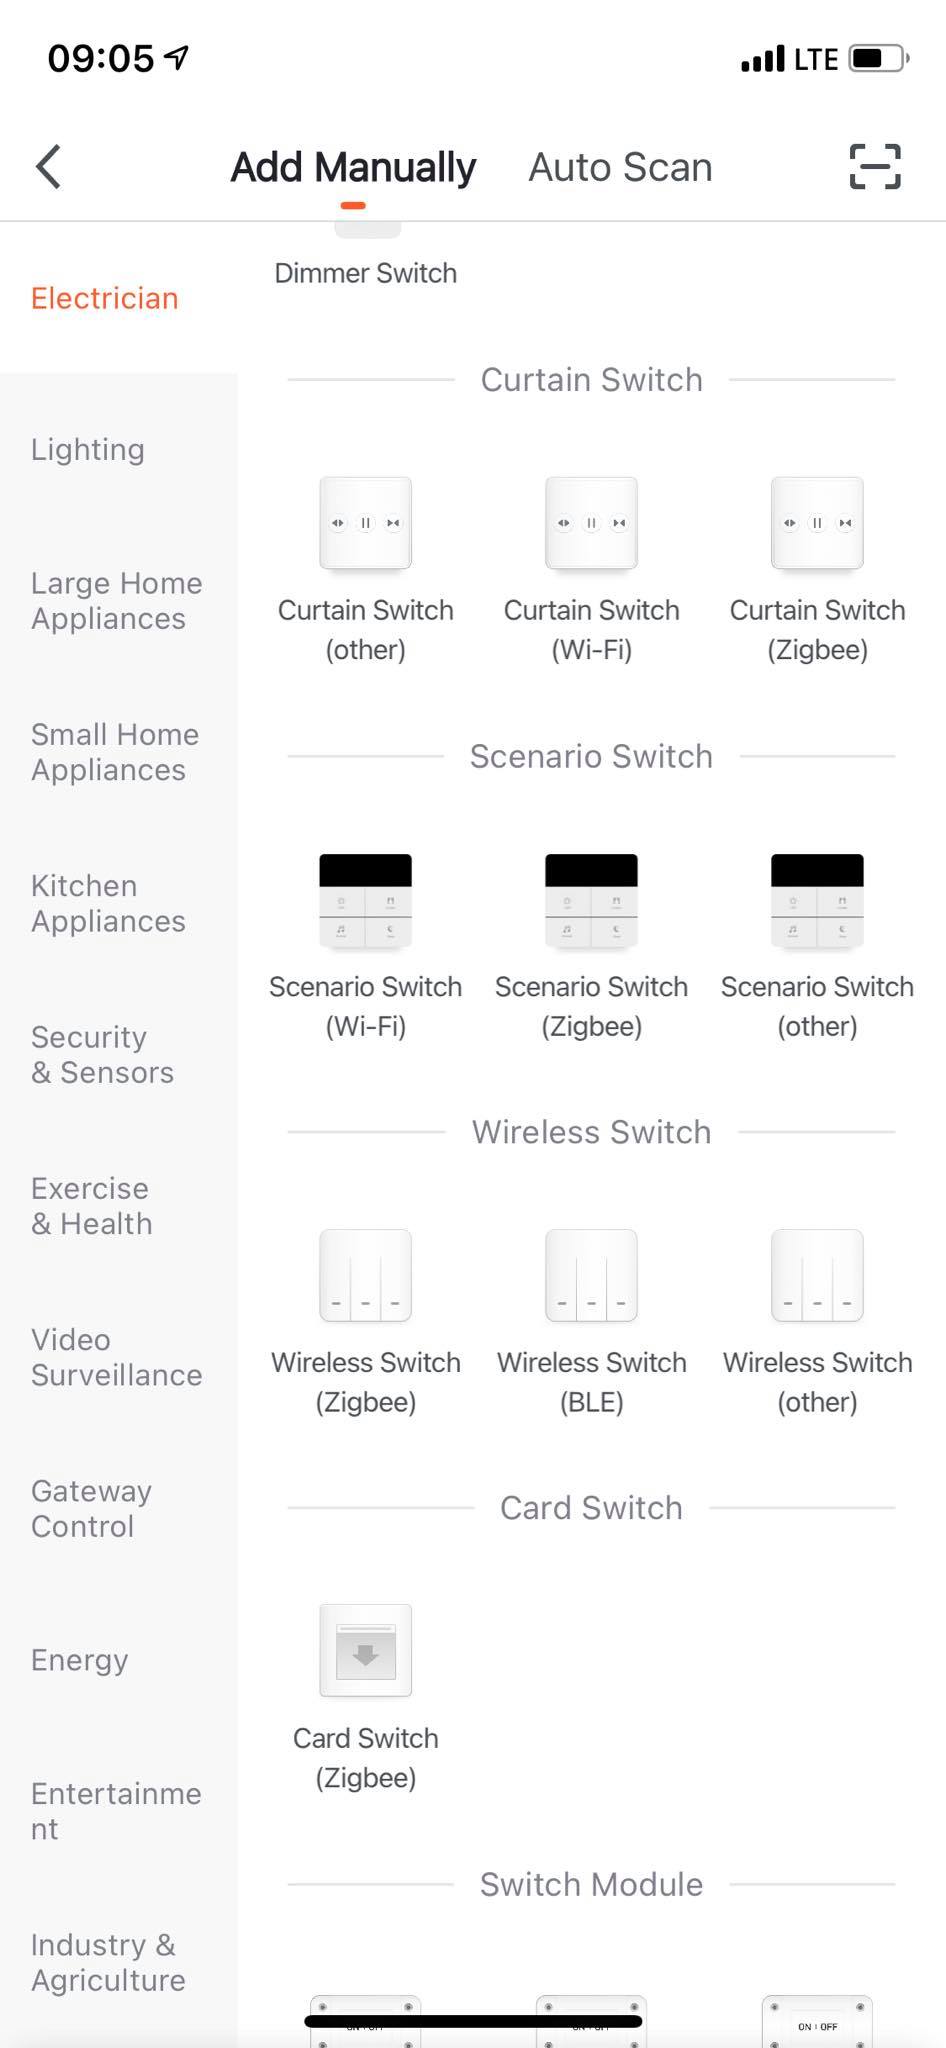 09:05
LTE
Add Manually
Auto Scan
Electrician
Lighting
Large Home
Appliances
Small Home
Appliances
Kitchen
Appliances
Security
& Sensors
Exercise
& Health
Video
Surveillance
Gateway
Control
Energy
Entertainme
nt
Industry &
Agriculture
Dimmer Switch
Curtain Switch
Curtain Switch
(other)
Curtain Switch
(Wi-Fi)
Curtain Switch
(Zigbee)
Scenario Switch
Scenario Switch
(Wi-Fi)
Scenario Switch
(Zigbee)
Scenario Switch
(other)
Wireless Switch
Wireless Switch
(Zigbee)
Wireless Switch
(BLE)
Wireless Switch
(other)
Card Switch
Card Switch
(Zigbee)
Switch Module
ON | OFF